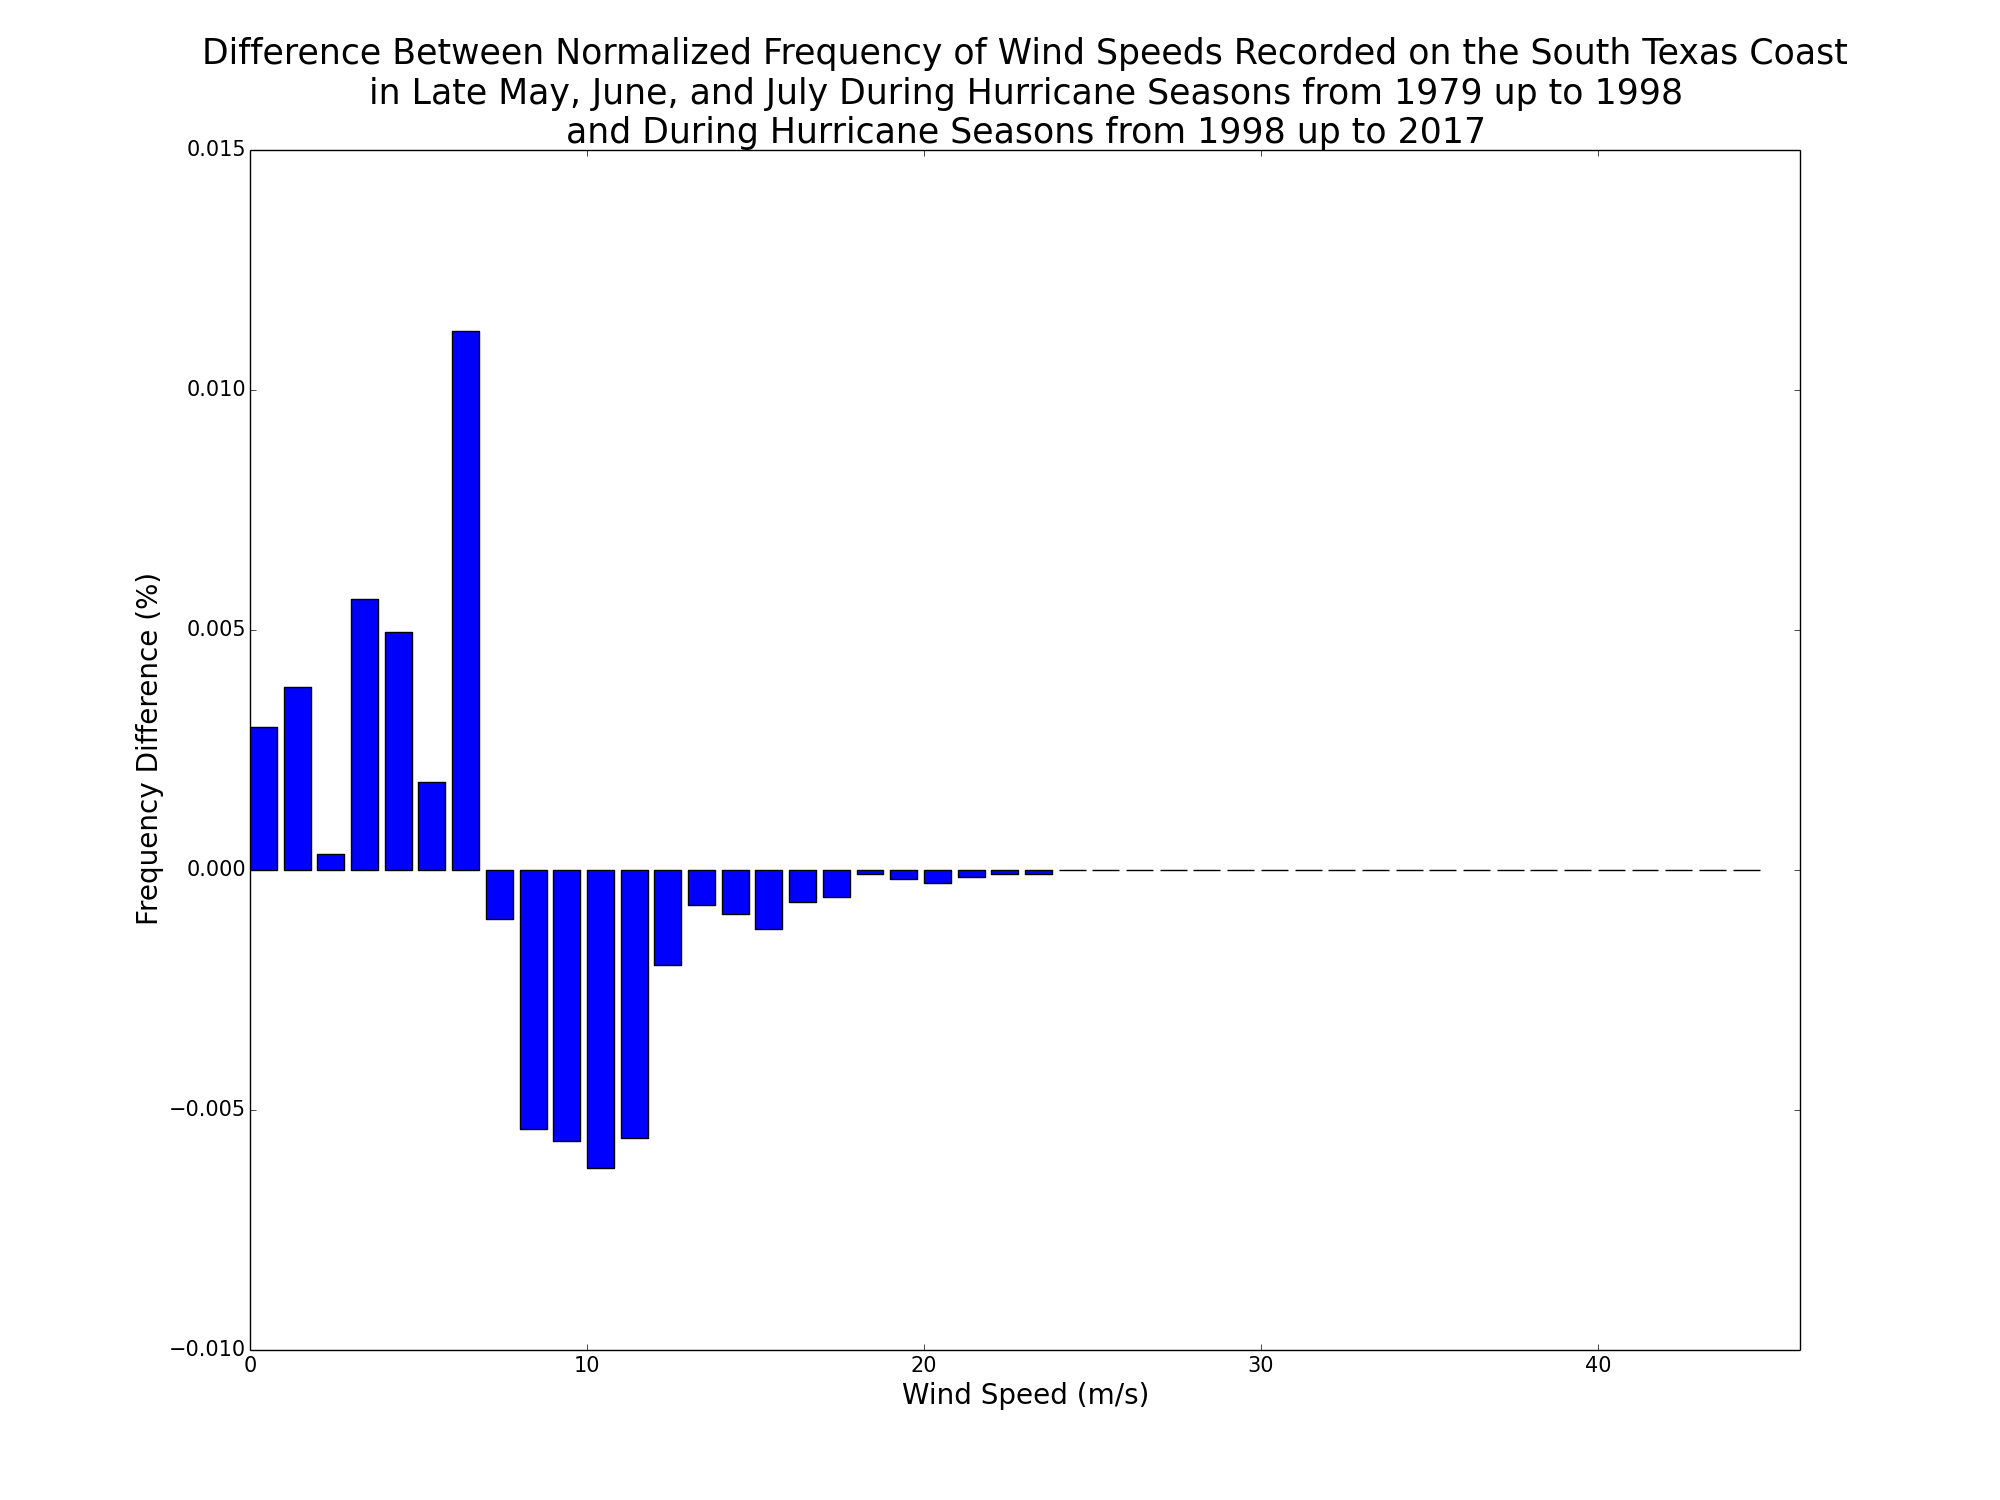 Difference Between Normalized Frequency of Wind Speeds Recorded on the South Texas Coast
in Late May, June, and July During Hurricane Seasons from 1979 up to 1998
and During Hurricane Seasons from 1998 up to 2017
0.015
0.010
0.005
0.000
−0.005
−0.010
Frequency Difference (%)
0 10 20 30 40
Wind Speed (m/s)